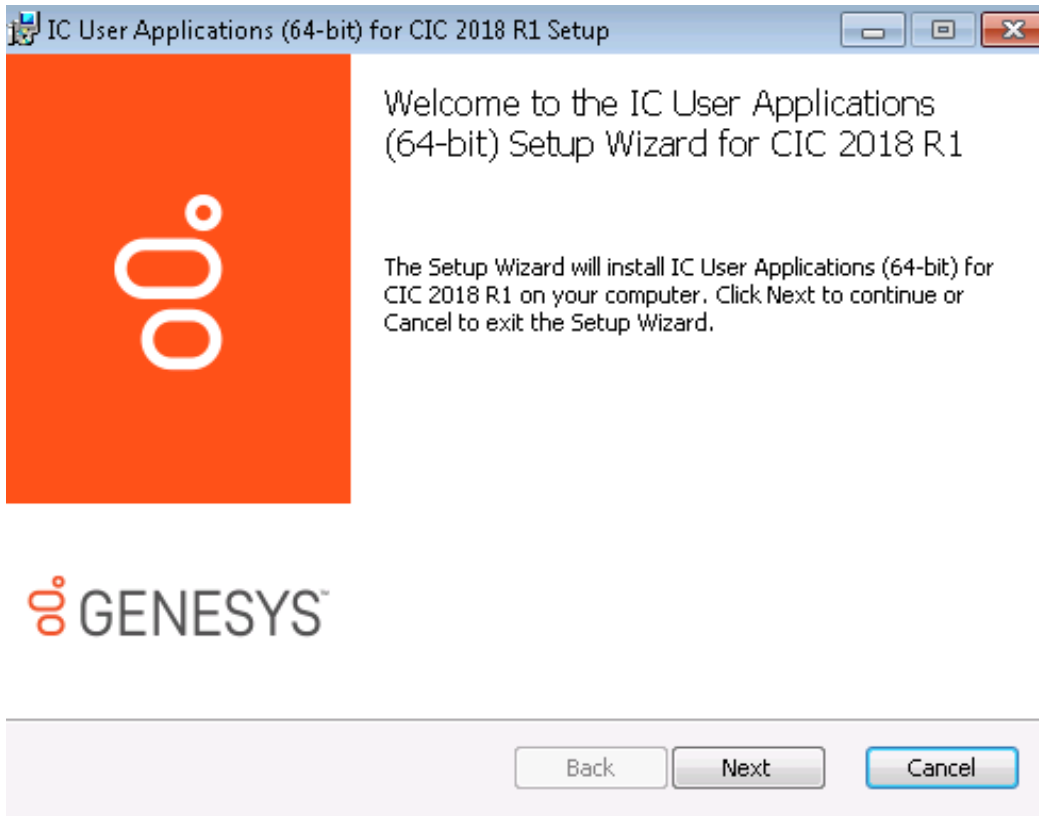 IC User Applications (64-bit) for CIC 2018 R1 Setup
Welcome to the IC User Applications
(64-bit) Setup Wizard for CIC 2018 R1
The Setup Wizard will install IC User Applications (64-bit) for
CIC 2018 R1 on your computer. Click Next to continue or
Cancel to exit the Setup Wizard.
GENESYS™
Back
Next
Cancel